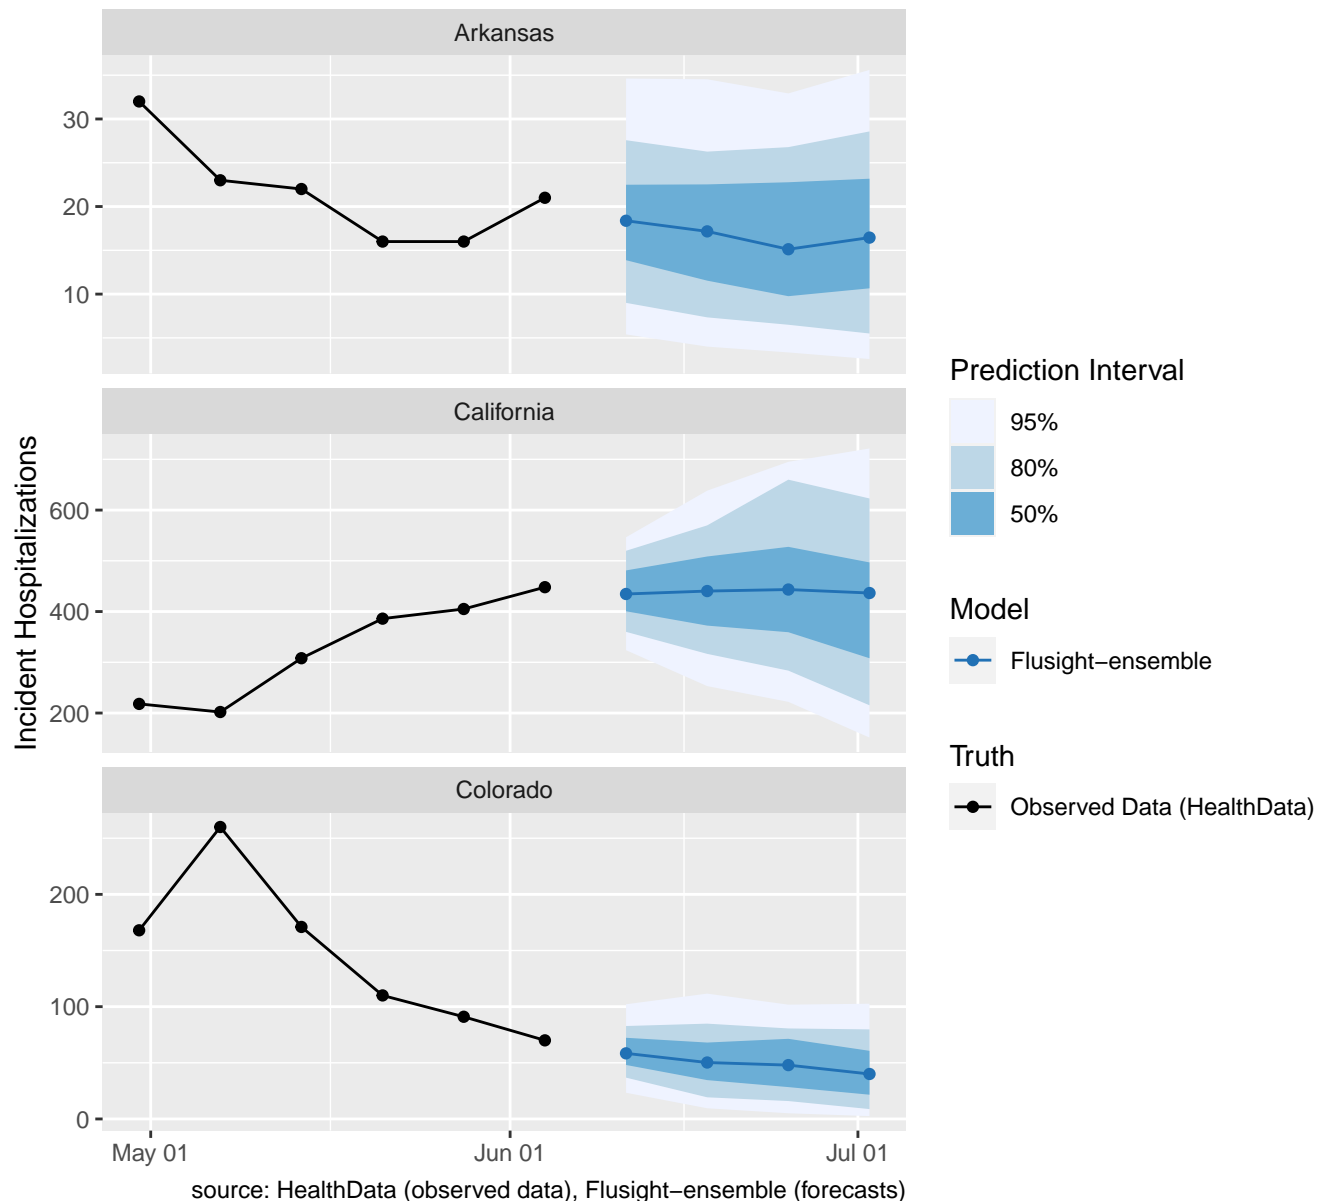 Arkansas
30
20
10
California
600
400
200
Colorado
200
100
0
May 01
Jun 01
Jul 01
Incident Hospitalizations
source: HealthData (observed data), Flusight−ensemble (forecasts)
Prediction Interval
95%
80%
50%
Model
Flusight−ensemble
Truth
Observed Data (HealthData)